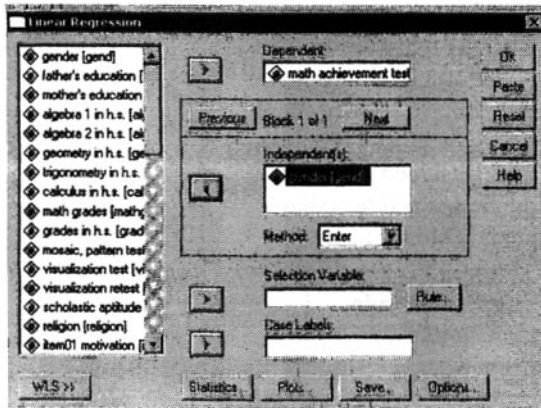 Linear Regression
gender [gend]
father's education [
mother's education
algebra 1 in h.s. [al
algebra 2 in h.s. [al
geometry in h.s. [ge
trigonometry in h.s.
calculus in h.s. [cal
math grades [mathg
grades in h.s. [grad
mosaic, pattern test
visualization test [vi
visualization retest [
scholastic aptitude
religion [religion]
item01 motivation [i
WLS >>
Dependent:
math achievement test
Previous Block 1 of 1 Next
Independent(s):
gender [gend]
Method: Enter
Selection Variable:
Rule...
Case Labels:
Statistics... Plots... Save... Options...
OK
Paste
Reset
Cancel
Help